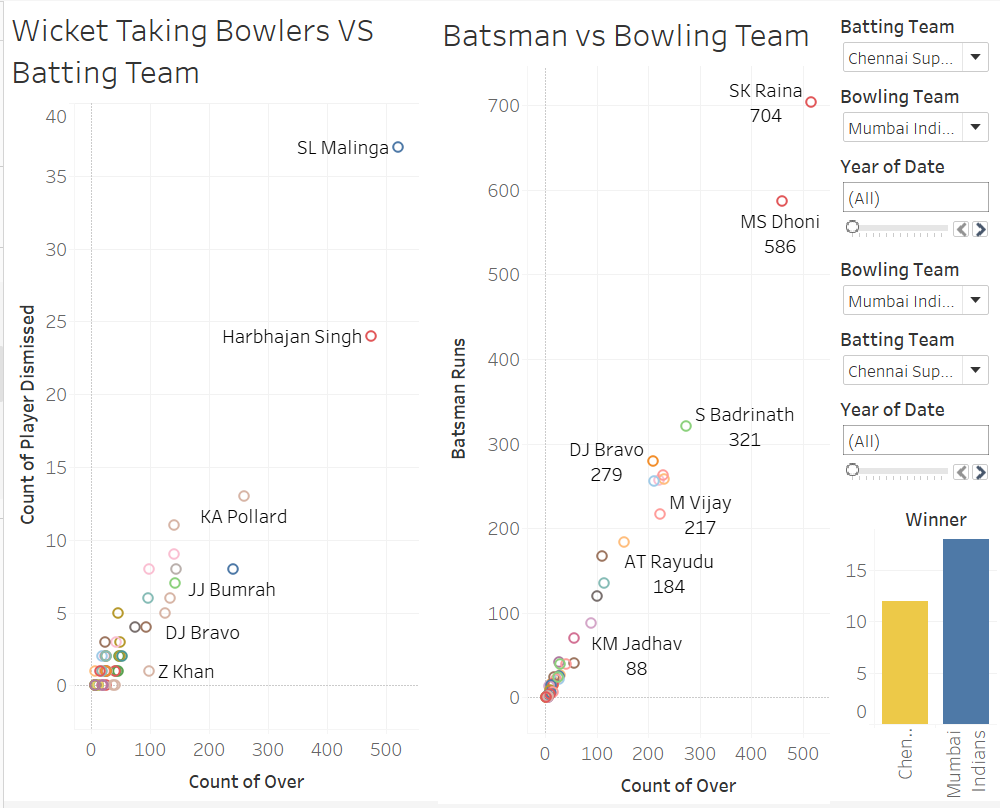 Wicket Taking Bowlers VS
Batting Team
40
35
30
25
20
15
10
5
0
Count of Player Dismissed
SL Malinga
Harbhajan Singh
KA Pollard
JJ Bumrah
DJ Bravo
Z Khan
0 100 200 300 400 500
Count of Over
Batsman vs Bowling Team
700
600
500
400
300
200
100
0
Batsman Runs
SK Raina
704
MS Dhoni
586
S Badrinath
321
DJ Bravo
279
M Vijay
217
AT Rayudu
184
KM Jadhav
88
0 100 200 300 400 500
Count of Over
Batting Team
Chennai Sup...
Bowling Team
Mumbai Indi...
Year of Date
(All)
Bowling Team
Mumbai Indi...
Batting Team
Chennai Sup...
Year of Date
(All)
Winner
15
10
5
0
Chen..
Mumbai
Indians